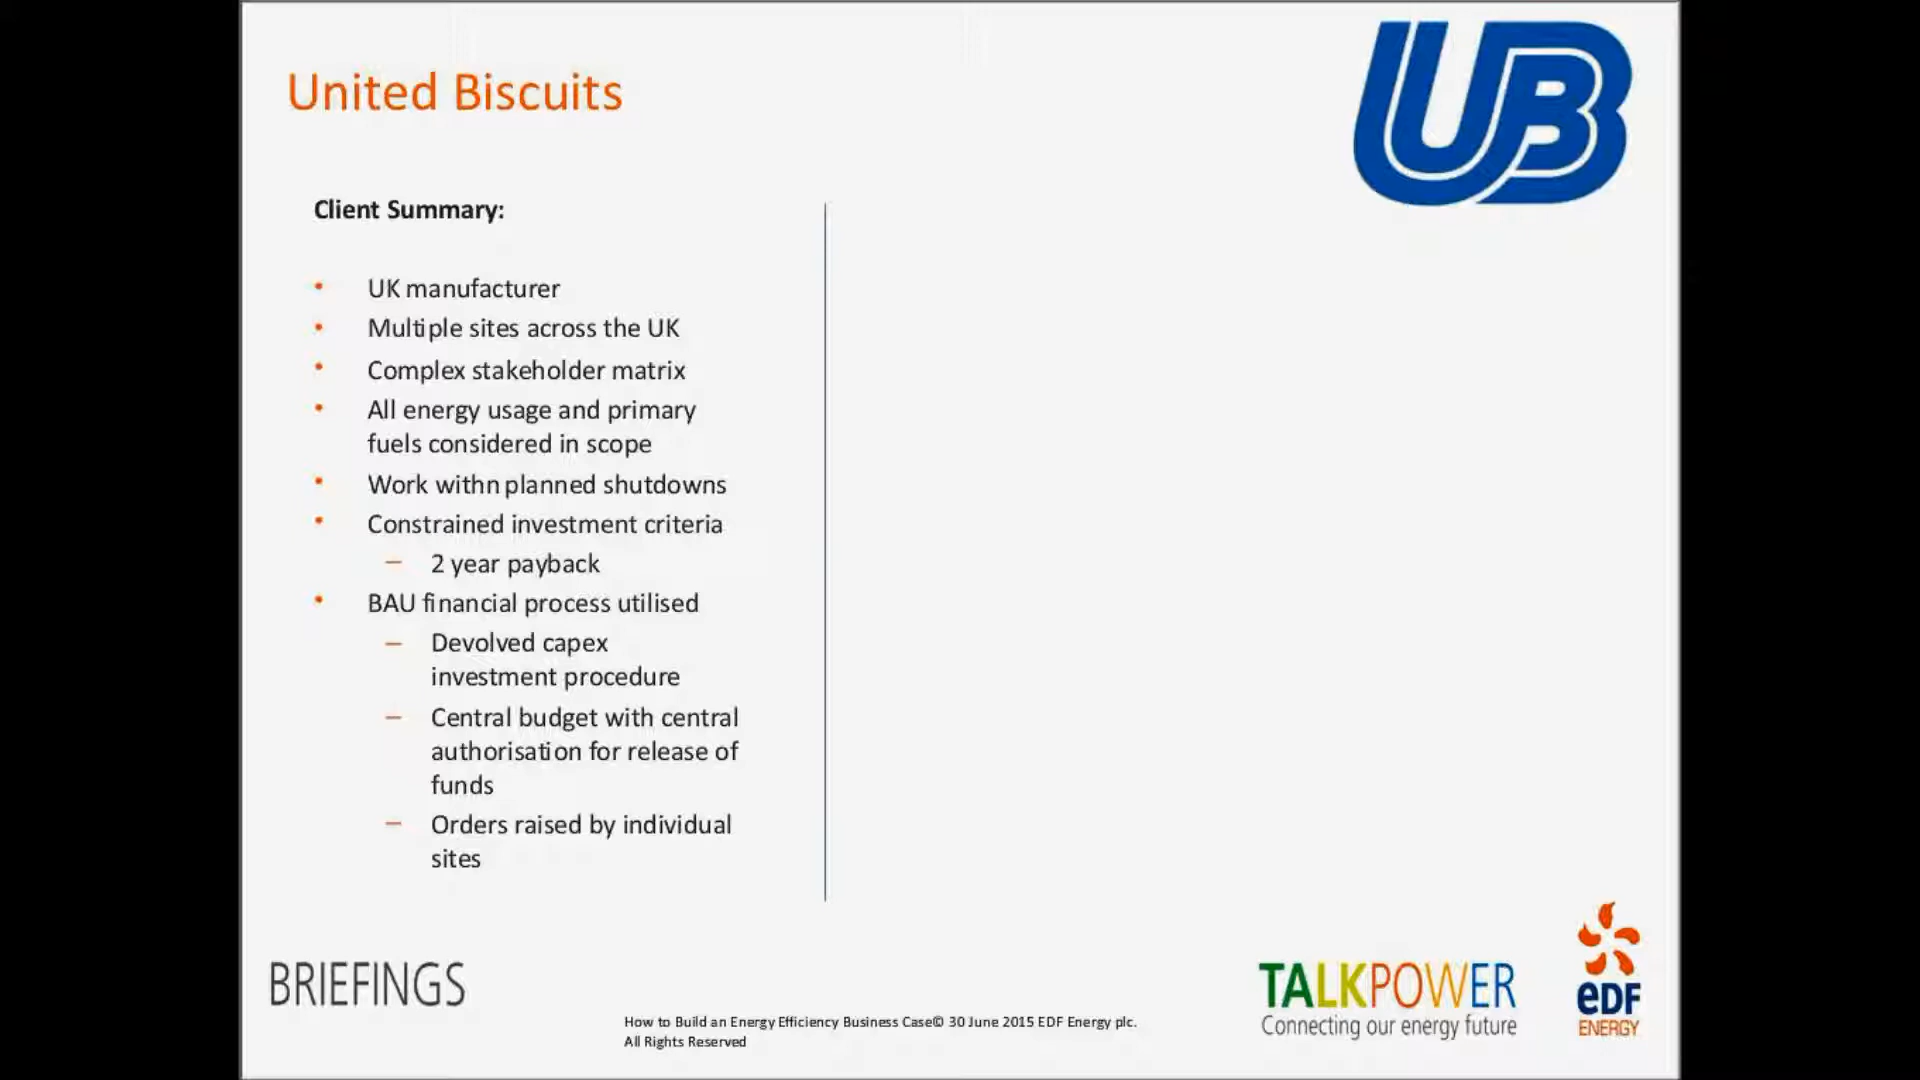 United Biscuits
UB
Client Summary:
• UK manufacturer
• Multiple sites across the UK
• Complex stakeholder matrix
• All energy usage and primary
fuels considered in scope
• Work withn planned shutdowns
• Constrained investment criteria
– 2 year payback
• BAU financial process utilised
– Devolved capex
investment procedure
– Central budget with central
authorisation for release of
funds
– Orders raised by individual
sites
BRIEFINGS
How to Build an Energy Efficiency Business Case© 30 June 2015 EDF Energy plc.
All Rights Reserved
TALKPOWER
Connecting our energy future
eDF
ENERGY